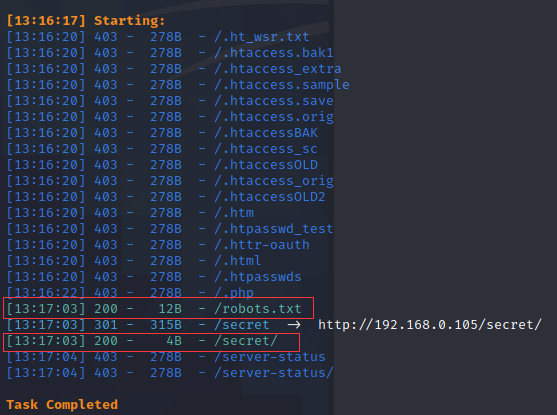 [13:16:17] Starting:
[13:16:20] 403 -  278B  - /.ht_wsr.txt
[13:16:20] 403 -  278B  - /.htaccess.bak1
[13:16:20] 403 -  278B  - /.htaccess_extra
[13:16:20] 403 -  278B  - /.htaccess.sample
[13:16:20] 403 -  278B  - /.htaccess.save
[13:16:20] 403 -  278B  - /.htaccess.orig
[13:16:20] 403 -  278B  - /.htaccessBAK
[13:16:20] 403 -  278B  - /.htaccess_sc
[13:16:20] 403 -  278B  - /.htaccessOLD
[13:16:20] 403 -  278B  - /.htaccess_orig
[13:16:20] 403 -  278B  - /.htaccessOLD2
[13:16:20] 403 -  278B  - /.htm
[13:16:20] 403 -  278B  - /.htpasswd_test
[13:16:20] 403 -  278B  - /.httr-oauth
[13:16:20] 403 -  278B  - /.html
[13:16:20] 403 -  278B  - /.htpasswds
[13:16:22] 403 -  278B  - /.php
[13:17:03] 200 -   12B  - /robots.txt
[13:17:03] 301 -  315B  - /secret  ->  http://192.168.0.105/secret/
[13:17:03] 200 -    4B  - /secret/
[13:17:04] 403 -  278B  - /server-status
[13:17:04] 403 -  278B  - /server-status/
Task Completed